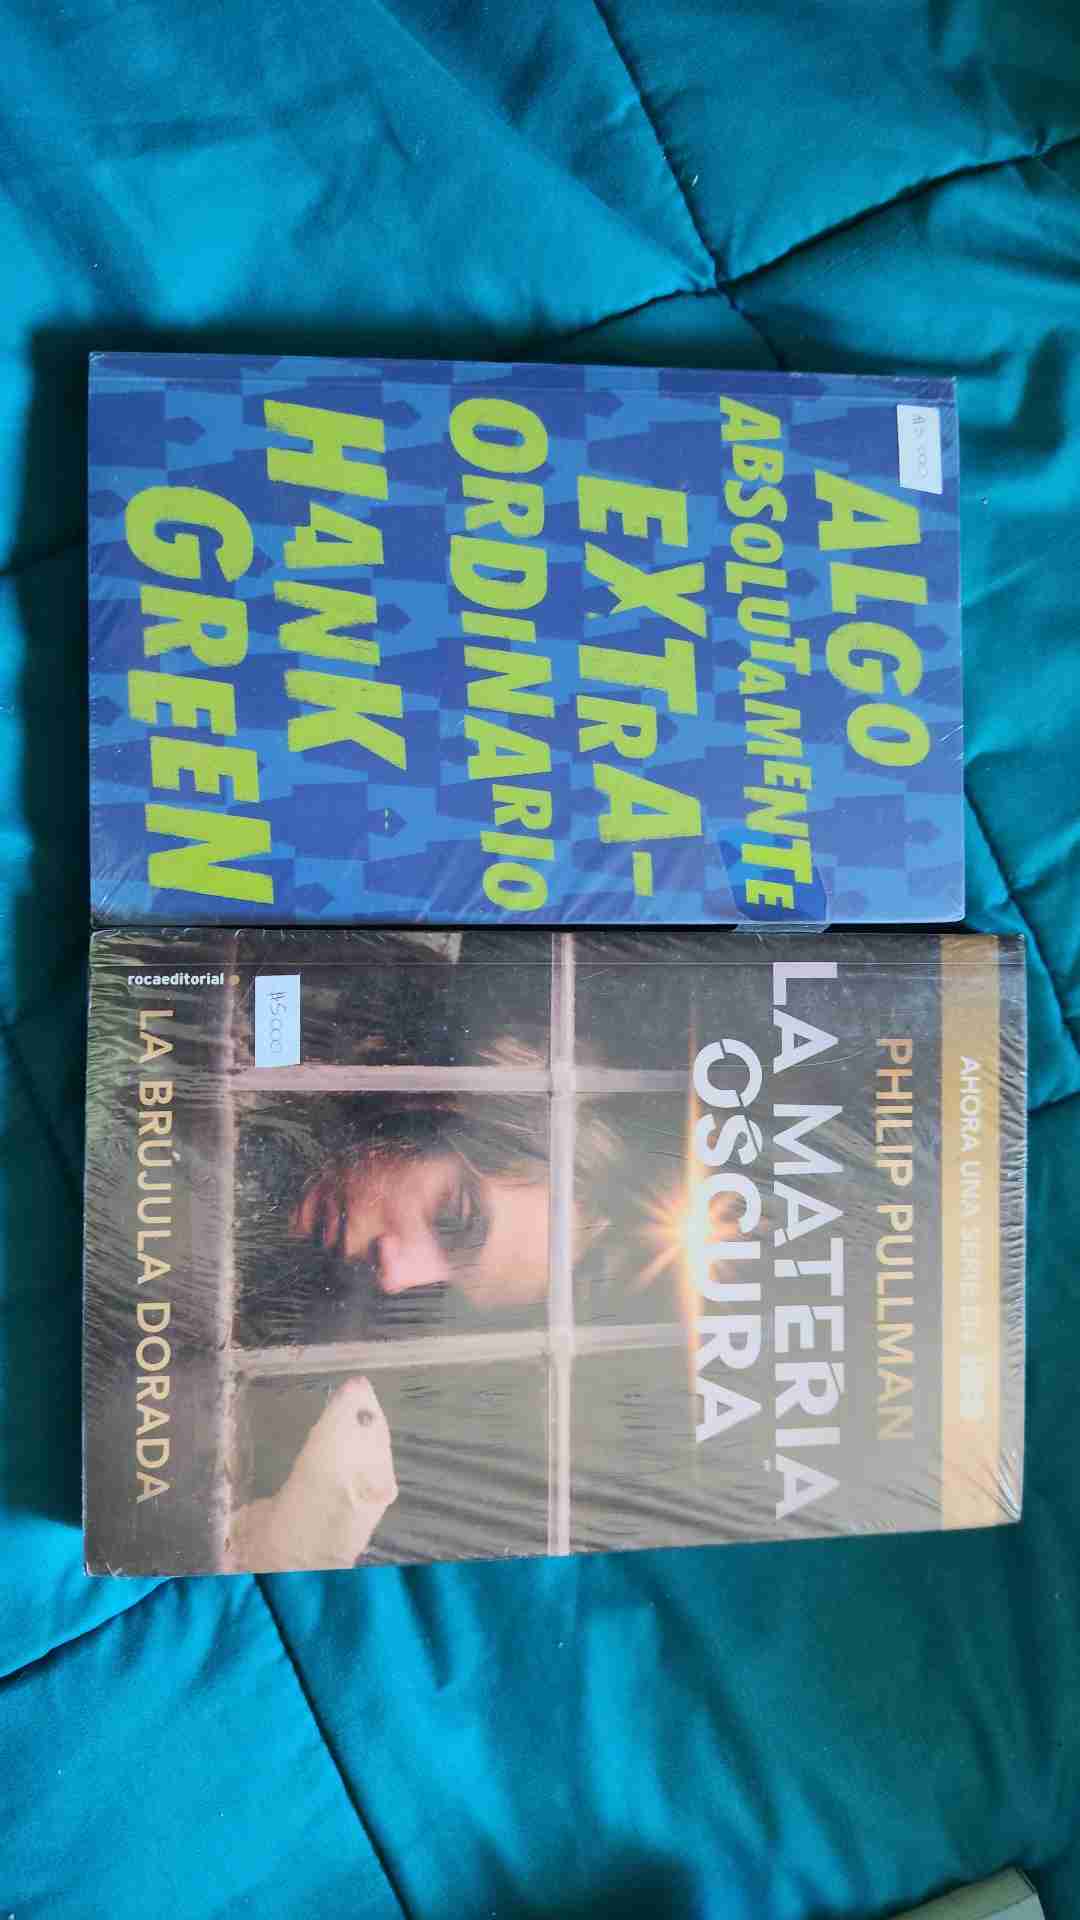 $5000
ALGO
ABSOLUTAMENTE
EXTRA-
ORDINARIO
HANK
GREEN
AHORA UNA SERIE EN HBO
PHILIP PULLMAN
LA MATERIA
OSCURA
$5000
rocaeditorial
LA BRÚJULA DORADA